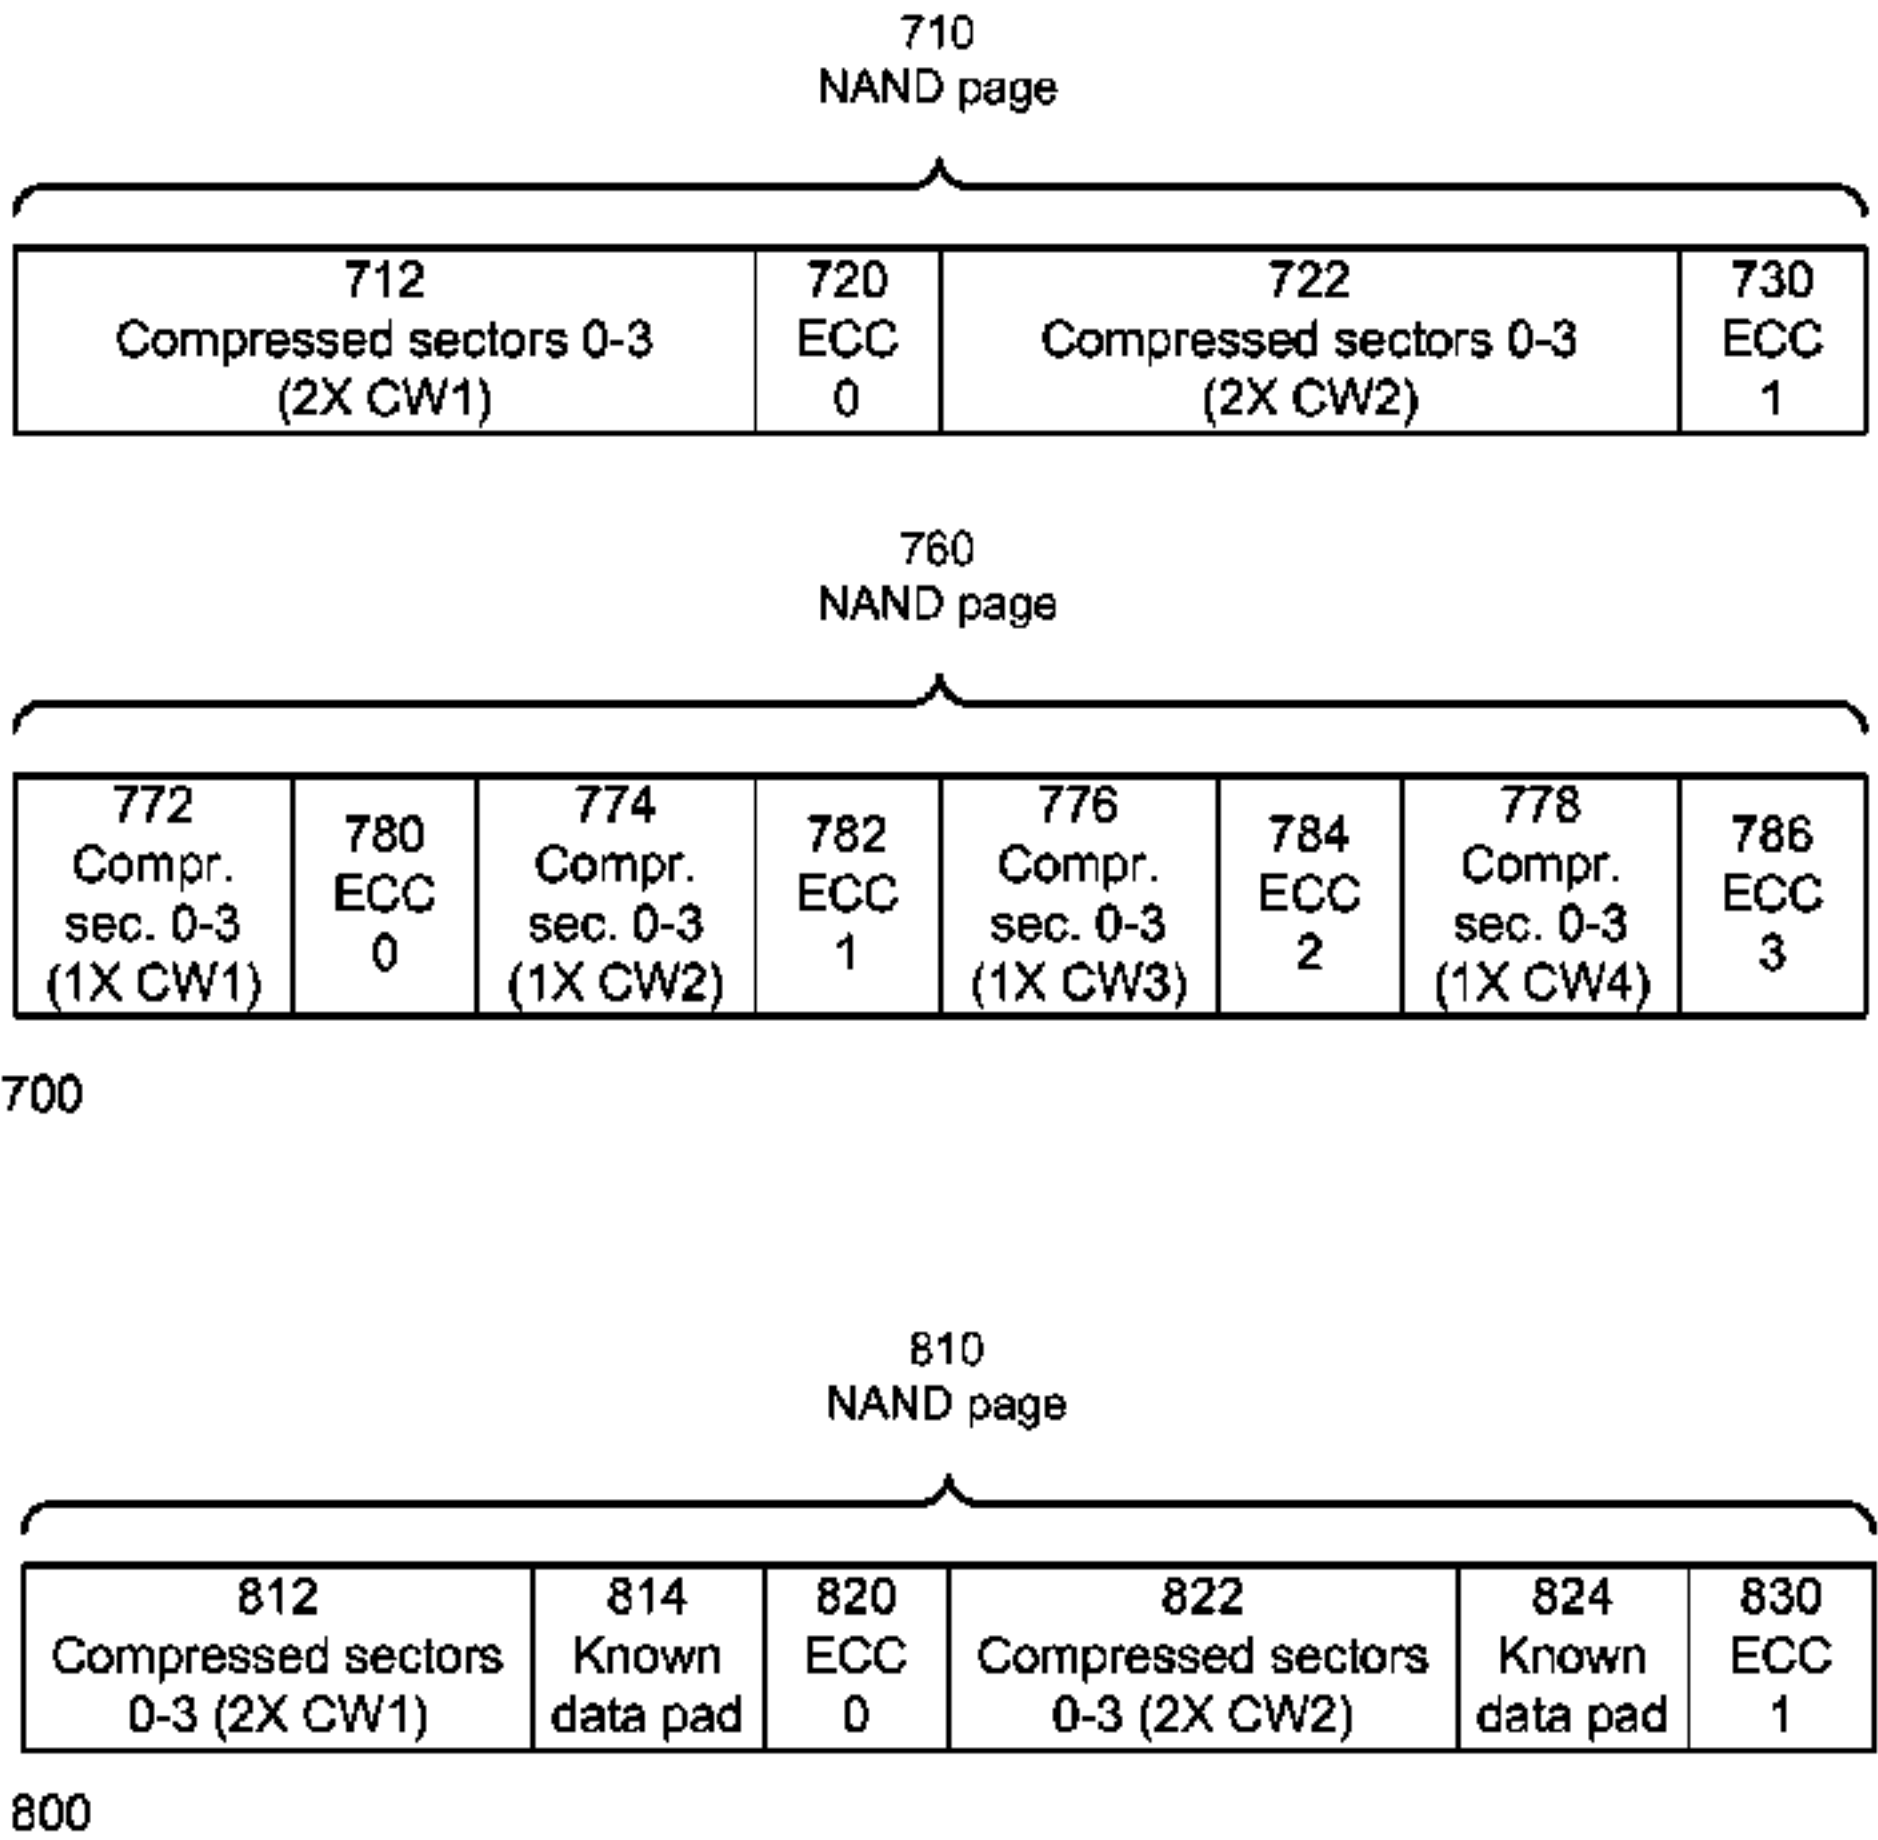 710
NAND page
712
Compressed sectors 0-3
(2X CW1)
720
ECC
0
722
Compressed sectors 0-3
(2X CW2)
730
ECC
1
760
NAND page
772
Compr.
sec. 0-3
(1X CW1)
780
ECC
0
774
Compr.
sec. 0-3
(1X CW2)
782
ECC
1
776
Compr.
sec. 0-3
(1X CW3)
784
ECC
2
778
Compr.
sec. 0-3
(1X CW4)
786
ECC
3
700
810
NAND page
812
Compressed sectors
0-3 (2X CW1)
814
Known
data pad
820
ECC
0
822
Compressed sectors
0-3 (2X CW2)
824
Known
data pad
830
ECC
1
800